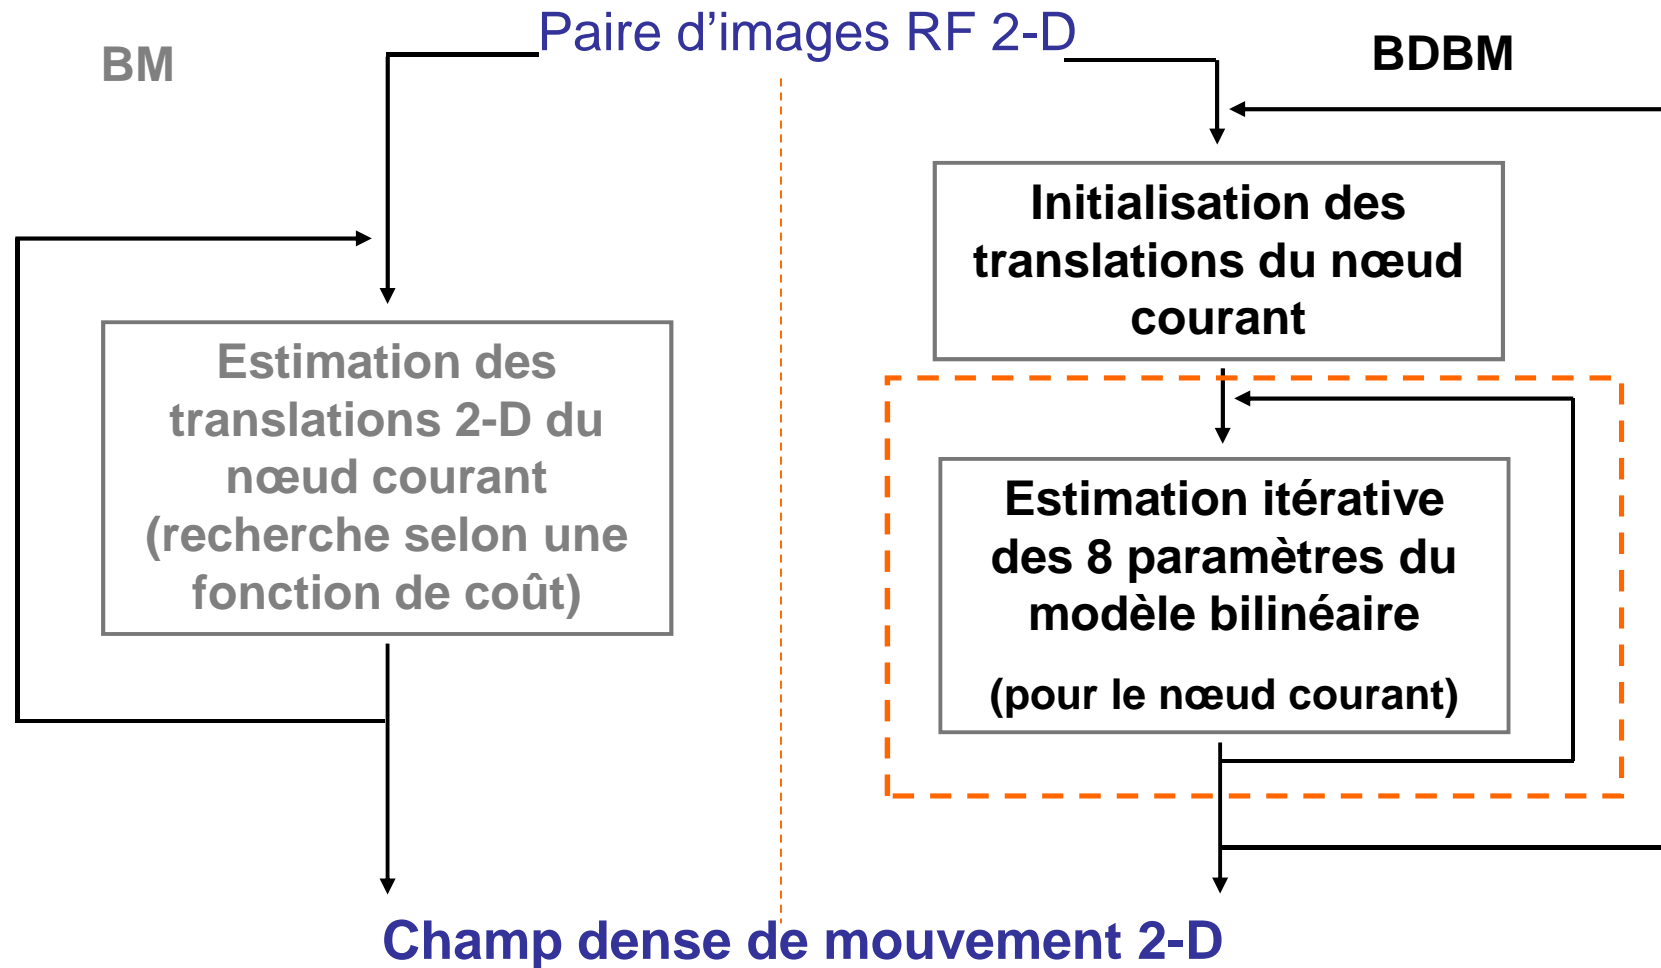 Paire d'images RF 2-D
BM
BDBM
Estimation des
translations 2-D du
nœud courant
(recherche selon une
fonction de coût)
Initialisation des
translations du nœud
courant
Estimation itérative
des 8 paramètres du
modèle bilinéaire
(pour le nœud courant)
Champ dense de mouvement 2-D